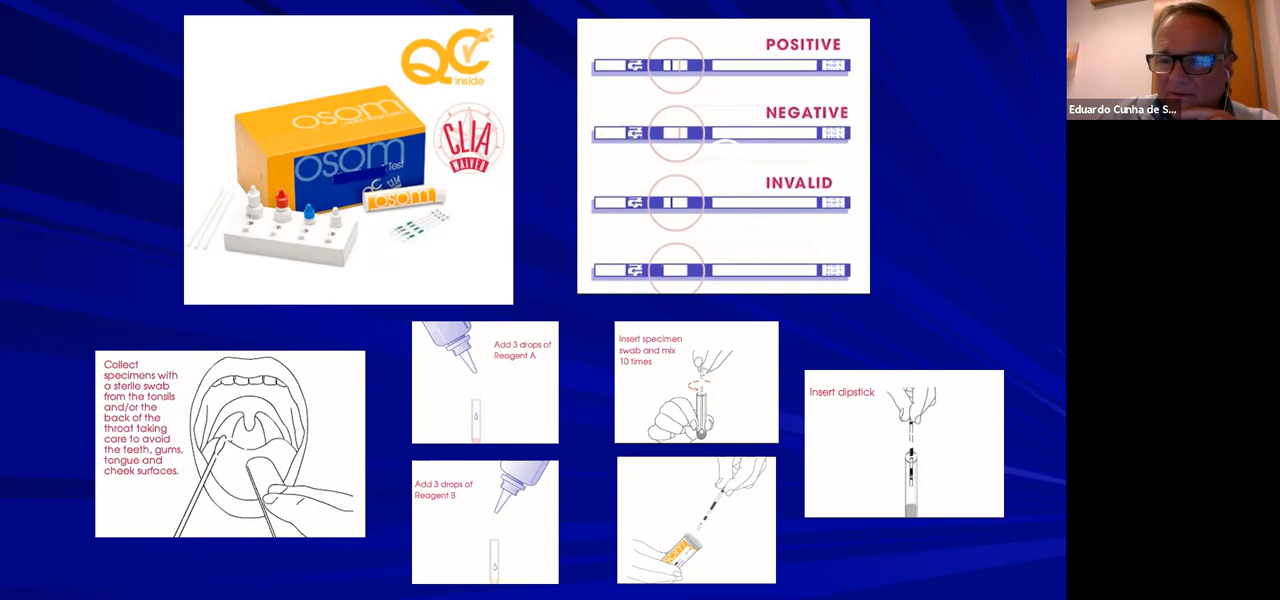 QC
inside
osom
CLIA
WAIVED
osom
Test
QC
osom
POSITIVE
NEGATIVE
INVALID
Eduardo Cunha de S...
Collect
specimens with
a sterile swab
from the tonsils
and/or the
back of the
throat taking
care to avoid
the teeth, gums,
tongue and
cheek surfaces.
Add 3 drops of
Reagent A
Insert specimen
swab and mix
10 times
Insert dipstick
Add 3 drops of
Reagent B